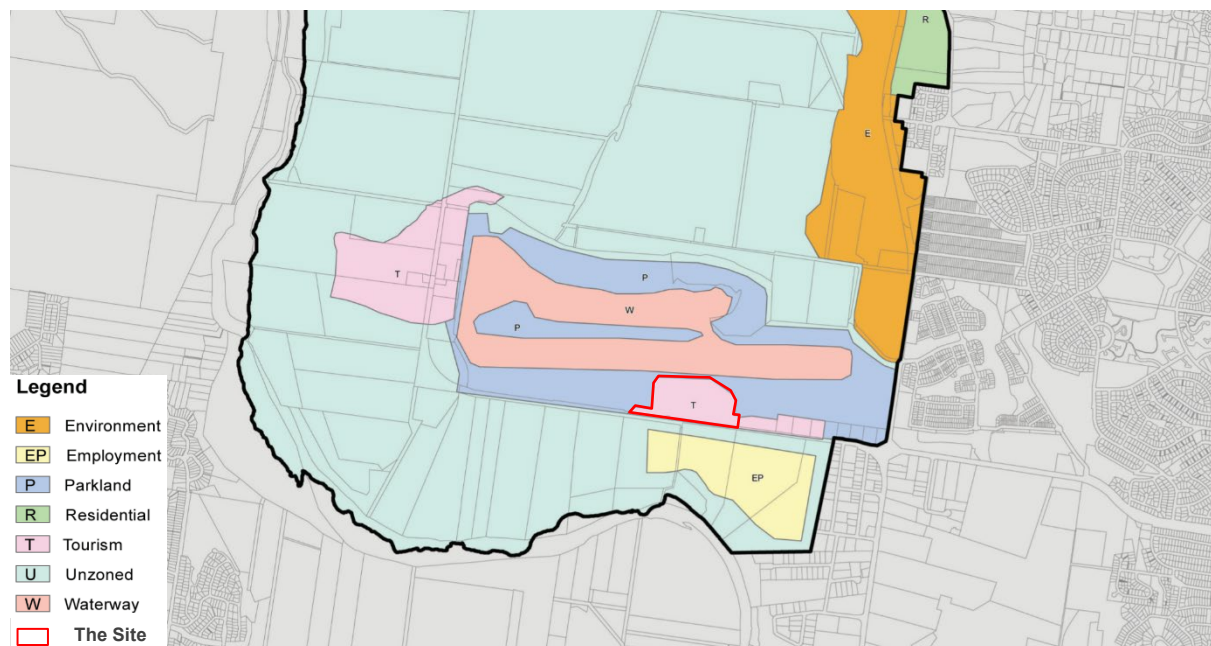 R
E
T
P
W
P
T
EP
Legend
E Environment
EP Employment
P Parkland
R Residential
T Tourism
U Unzoned
W Waterway
The Site